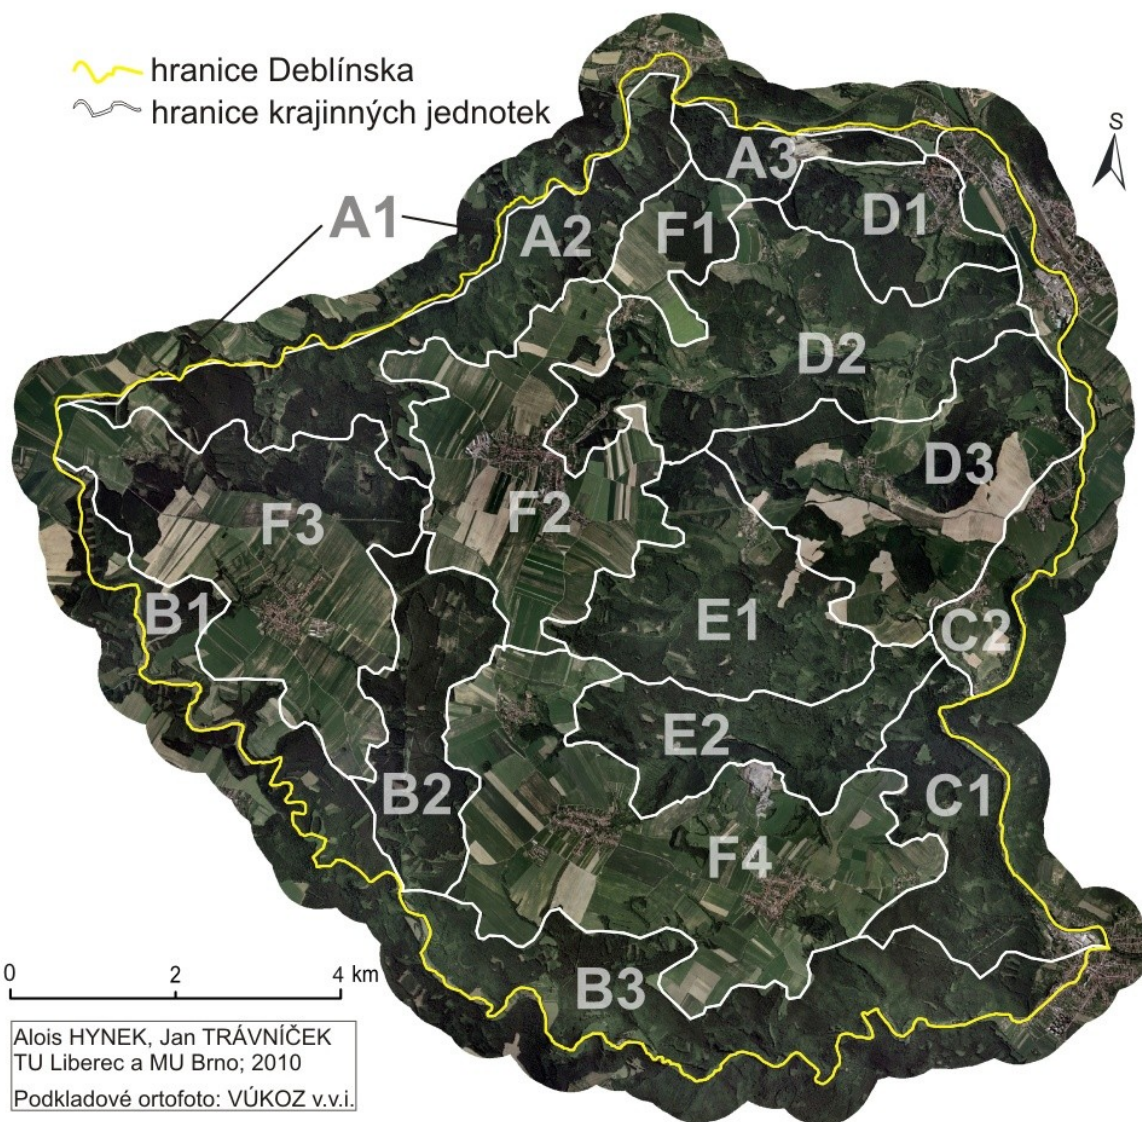 hranice Deblínska
hranice krajinných jednotek
S
A3
A1
A2
F1
D1
D2
D3
F3
F2
B1
E1
C2
E2
B2
C1
F4
B3
0 2 4 km
Alois HYNEK, Jan TRÁVNÍČEK
TU Liberec a MU Brno; 2010
Podkladové ortofoto: VÚKOZ v.v.i.